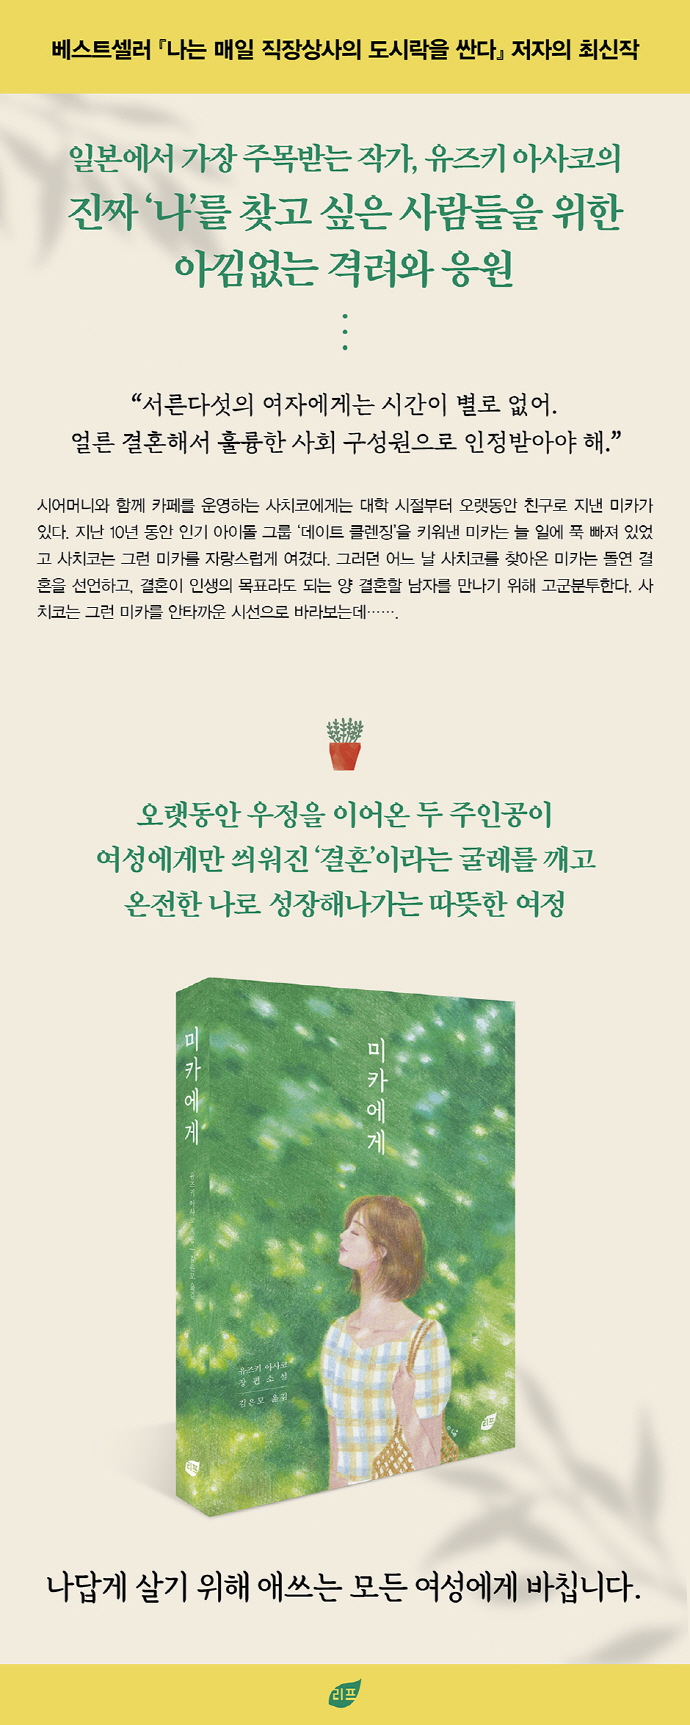 베스트셀러 『나는 매일 직장상사의 도시락을 싼다』 저자의 최신작
일본에서 가장 주목받는 작가, 유즈키 아사코의
진짜 ‘나’를 찾고 싶은 사람들을 위한
아낌없는 격려와 응원
“서른다섯의 여자에게는 시간이 별로 없어.
얼른 결혼해서 훌륭한 사회 구성원으로 인정받아야 해.”
시어머니와 함께 카페를 운영하는 사치코에게는 대학 시절부터 오랫동안 친구로 지낸 미카가
있다. 지난 10년 동안 인기 아이돌 그룹 ‘데이트 클렌징’을 키워낸 미카는 늘 일에 푹 빠져 있었
고 사치코는 그런 미카를 자랑스럽게 여겼다. 그러던 어느 날 사치코를 찾아온 미카는 돌연 결
혼을 선언하고, 결혼이 인생의 목표라도 되는 양 결혼할 남자를 만나기 위해 고군분투한다. 사
치코는 그런 미카를 안타까운 시선으로 바라보는데…….
오랫동안 우정을 이어온 두 주인공이
여성에게만 씌워진 ‘결혼’이라는 굴레를 깨고
온전한 나로 성장해나가는 따뜻한 여정
미카에게
유즈키 아사코
리프
미카에게
유즈키 아사코
장편소설
김은모 옮김
리프
나답게 살기 위해 애쓰는 모든 여성에게 바칩니다.
리프